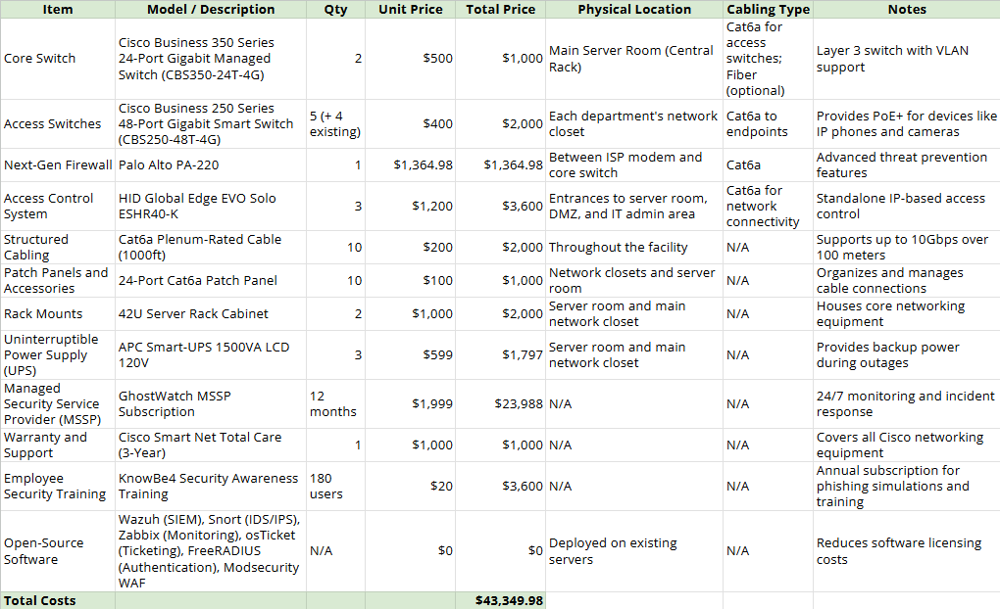 Item Model / Description Qty Unit Price Total Price Physical Location Cabling Type Notes
Core Switch
Cisco Business 350 Series
24-Port Gigabit Managed
Switch (CBS350-24T-4G)
2
$500
$1,000
Main Server Room (Central
Rack)
Cat6a for
access
switches;
Fiber
(optional)
Layer 3 switch with VLAN
support
Access Switches
Cisco Business 250 Series
48-Port Gigabit Smart Switch
(CBS250-48T-4G)
5 (+ 4
existing)
$400
$2,000
Each department's network
closet
Cat6a to
endpoints
Provides PoE+ for devices like
IP phones and cameras
Next-Gen Firewall
Palo Alto PA-220
1
$1,364.98
$1,364.98
Between ISP modem and
core switch
Cat6a
Advanced threat prevention
features
Access Control
System
HID Global Edge EVO Solo
ESHR40-K
3
$1,200
$3,600
Entrances to server room,
DMZ, and IT admin area
Cat6a for
network
connectivity
Standalone IP-based access
control
Structured
Cabling
Cat6a Plenum-Rated Cable
(1000ft)
10
$200
$2,000
Throughout the facility
N/A
Supports up to 10Gbps over
100 meters
Patch Panels and
Accessories
24-Port Cat6a Patch Panel
10
$100
$1,000
Network closets and server
room
N/A
Organizes and manages
cable connections
Rack Mounts
42U Server Rack Cabinet
2
$1,000
$2,000
Server room and main
network closet
N/A
Houses core networking
equipment
Uninterruptible
Power Supply
(UPS)
APC Smart-UPS 1500VA LCD
120V
3
$599
$1,797
Server room and main
network closet
N/A
Provides backup power
during outages
Managed
Security Service
Provider (MSSP)
GhostWatch MSSP
Subscription
12
months
$1,999
$23,988
N/A
N/A
24/7 monitoring and incident
response
Warranty and
Support
Cisco Smart Net Total Care
(3-Year)
1
$1,000
$1,000
N/A
N/A
Covers all Cisco networking
equipment
Employee
Security Training
KnowBe4 Security Awareness
Training
180
users
$20
$3,600
N/A
N/A
Annual subscription for
phishing simulations and
training
Open-Source
Software
Wazuh (SIEM), Snort (IDS/IPS),
Zabbix (Monitoring), osTicket
(Ticketing), FreeRADIUS
(Authentication), Modsecurity
WAF
N/A
$0
$0
Deployed on existing
servers
N/A
Reduces software licensing
costs
Total Costs $43,349.98